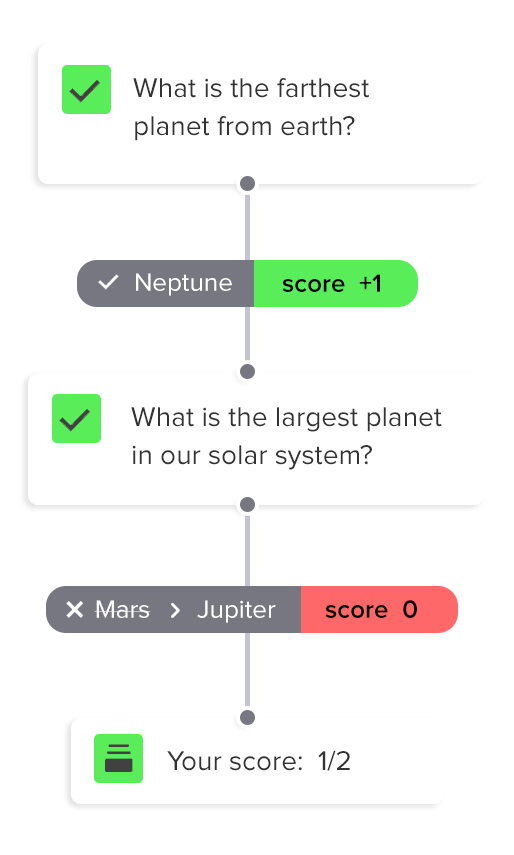 What is the farthest
planet from earth?
Neptune score +1
What is the largest planet
in our solar system?
Mars > Jupiter score 0
Your score: 1/2